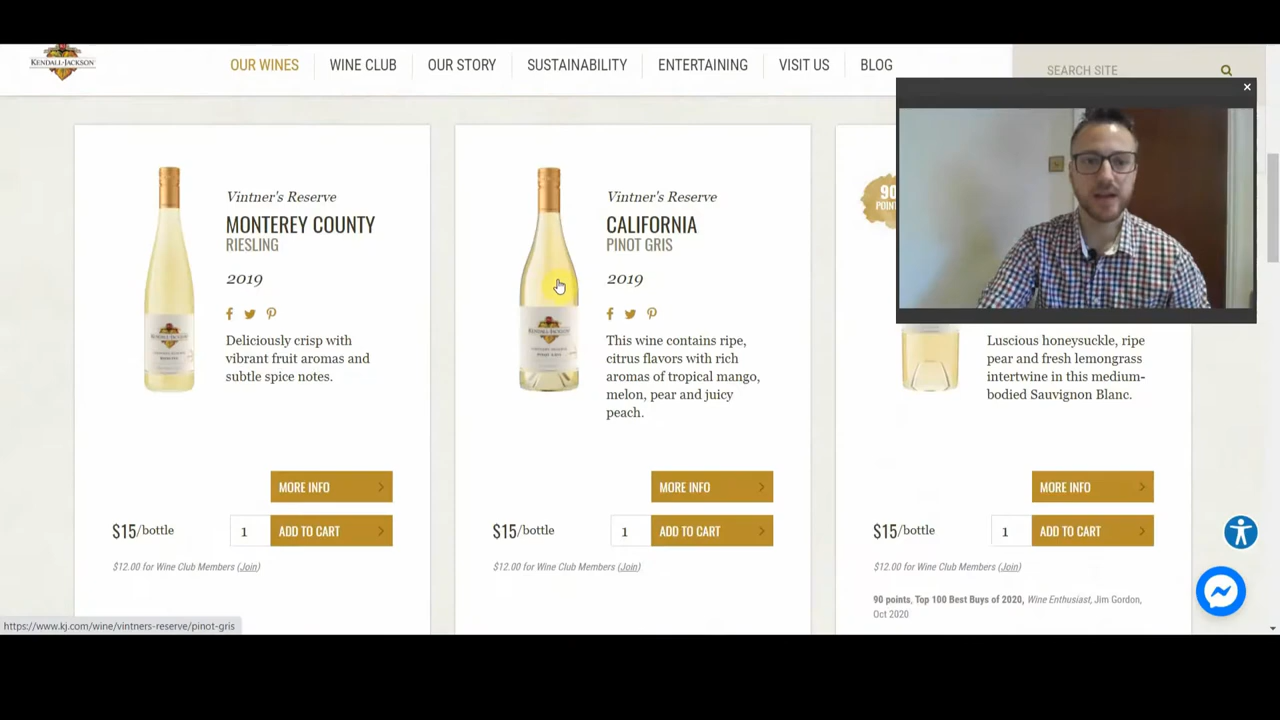 KENDALL-JACKSON
OUR WINES
WINE CLUB
OUR STORY
SUSTAINABILITY
ENTERTAINING
VISIT US
BLOG
SEARCH SITE
×
Vintner's Reserve
MONTEREY COUNTY
RIESLING
2019
Deliciously crisp with
vibrant fruit aromas and
subtle spice notes.
MORE INFO
$15/bottle
1
ADD TO CART
$12.00 for Wine Club Members (Join)
Vintner's Reserve
CALIFORNIA
PINOT GRIS
2019
This wine contains ripe,
citrus flavors with rich
aromas of tropical mango,
melon, pear and juicy
peach.
MORE INFO
$15/bottle
1
ADD TO CART
$12.00 for Wine Club Members (Join)
90
POIN
Luscious honeysuckle, ripe
pear and fresh lemongrass
intertwine in this medium-
bodied Sauvignon Blanc.
MORE INFO
$15/bottle
1
ADD TO CART
$12.00 for Wine Club Members (Join)
90 points, Top 100 Best Buys of 2020, Wine Enthusiast, Jim Gordon,
Oct 2020
https://www.kj.com/wine/vintners-reserve/pinot-gris